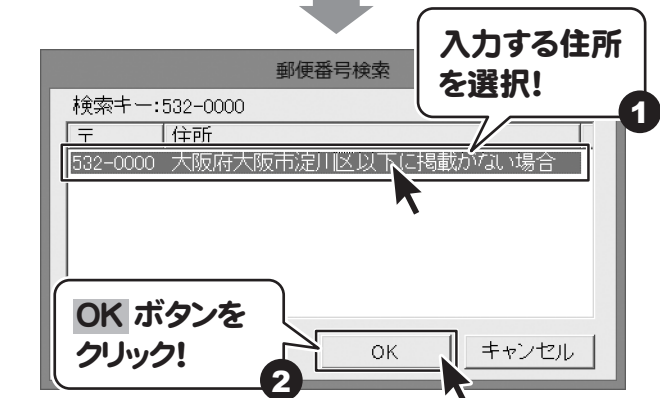 郵便番号検索
入力する住所
を選択!
1
検索キー:532-0000
〒 住所
532-0000 大阪府大阪市淀川区以下に掲載がない場合
OK ボタンを
クリック!
2
OK キャンセル